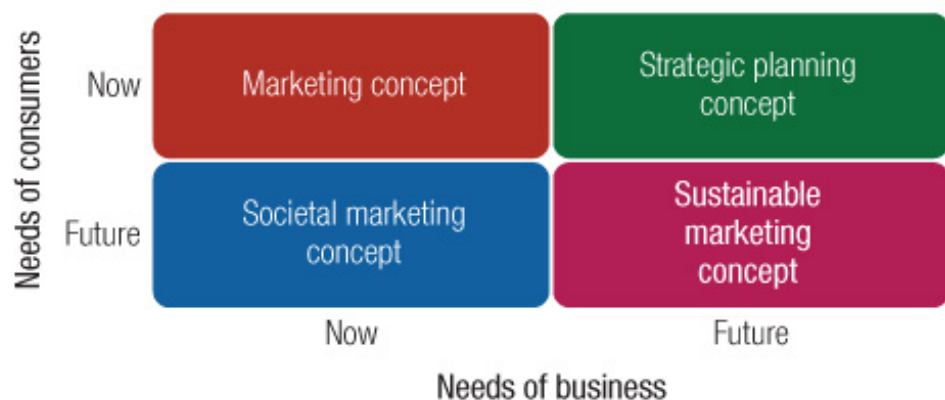 Needs of consumers
Now
Marketing concept
Strategic planning
concept
Future
Societal marketing
concept
Sustainable
marketing
concept
Now
Future
Needs of business